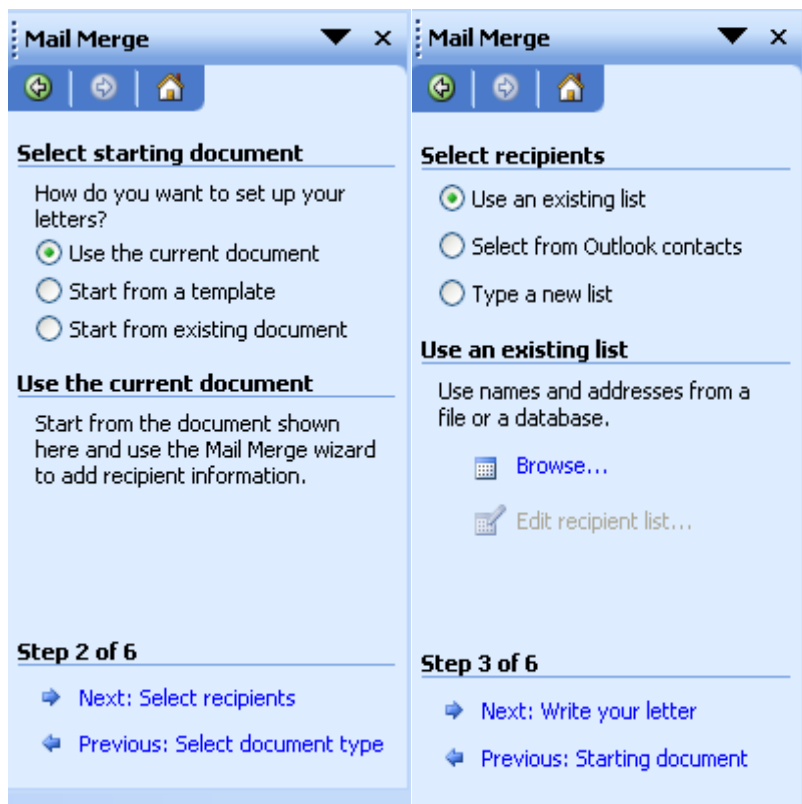 Mail Merge
Select starting document
How do you want to set up your
letters?
Use the current document
Start from a template
Start from existing document
Use the current document
Start from the document shown
here and use the Mail Merge wizard
to add recipient information.
Step 2 of 6
Next: Select recipients
Previous: Select document type
Mail Merge
Select recipients
Use an existing list
Select from Outlook contacts
Type a new list
Use an existing list
Use names and addresses from a
file or a database.
Browse...
Edit recipient list...
Step 3 of 6
Next: Write your letter
Previous: Starting document